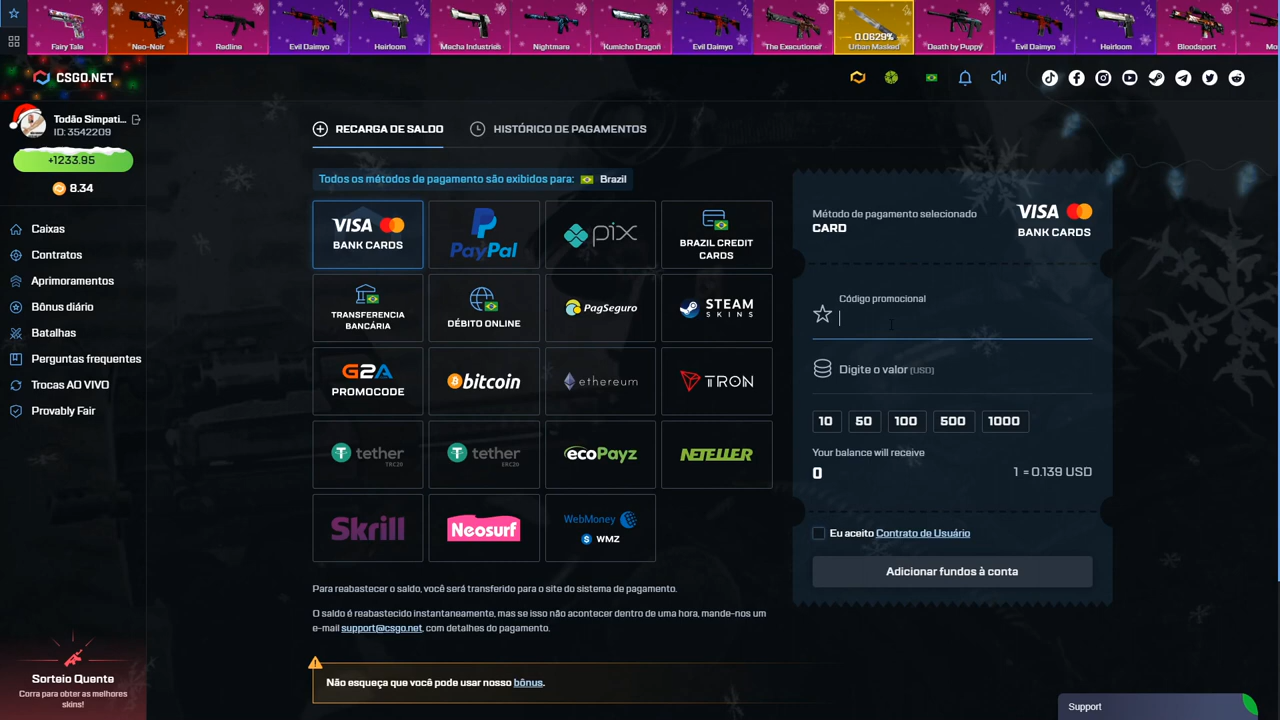 Fairy Tale
Neo-Noir
Redline
Evil Daimyo
Heirloom
Mecha Industries
Nightmare
Kumicho Dragon
Evil Daimyo
The Executioner
0.0629%
Urban Masked
Death by Puppy
Evil Daimyo
Heirloom
Bloodsport
Mo
CSGO.NET
Todão Simpati...
ID: 3542209
+1233.95
8.34
Caixas
Contratos
Aprimoramentos
Bônus diário
Batalhas
Perguntas frequentes
Trocas AO VIVO
Provably Fair
Sorteio Quente
Corra para obter as melhores
skins!
RECARGA DE SALDO
HISTÓRICO DE PAGAMENTOS
Todos os métodos de pagamento são exibidos para: Brazil
VISA
BANK CARDS
PayPal
pix
BRAZIL CREDIT
CARDS
TRANSFERENCIA
BANCÁRIA
DÉBITO ONLINE
PagSeguro
STEAM
SKINS
G2A
PROMOCODE
bitcoin
ethereum
TRON
tether
TRC20
tether
ERC20
ecoPayz
NETELLER
Skrill
Neosurf
WebMoney
WMZ
Para reabastecer o saldo, você será transferido para o site do sistema de pagamento.
O saldo é reabastecido instantaneamente, mas se isso não acontecer dentro de uma hora, mande-nos um
e-mail support@csgo.net, com detalhes do pagamento.
Não esqueça que você pode usar nosso bônus.
Método de pagamento selecionado
CARD
VISA
BANK CARDS
Código promocional
Digite o valor (USD)
10 50 100 500 1000
Your balance will receive
0
1 = 0.139 USD
Eu aceito Contrato de Usuário
Adicionar fundos à conta
Support